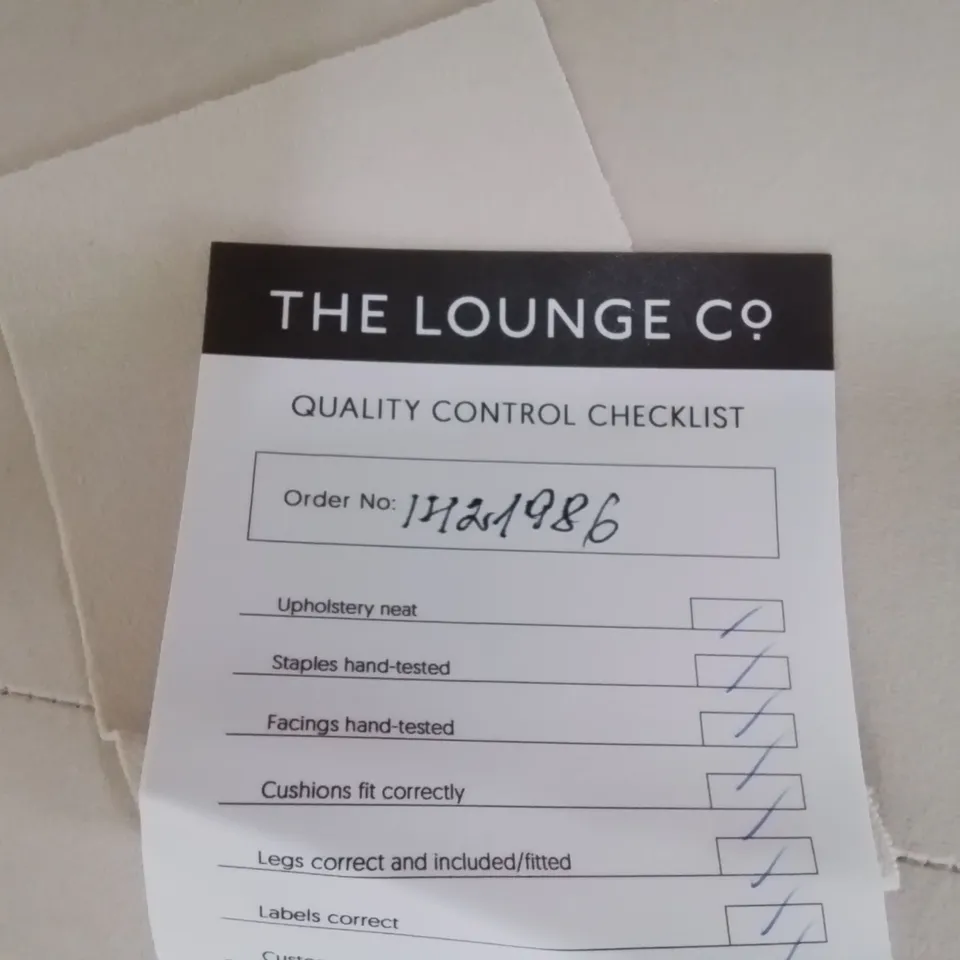 THE LOUNGE Cº
QUALITY CONTROL CHECKLIST
Order No: 1421986
Upholstery neat
Staples hand-tested
Facings hand-tested
Cushions fit correctly
Legs correct and included/fitted
Labels correct